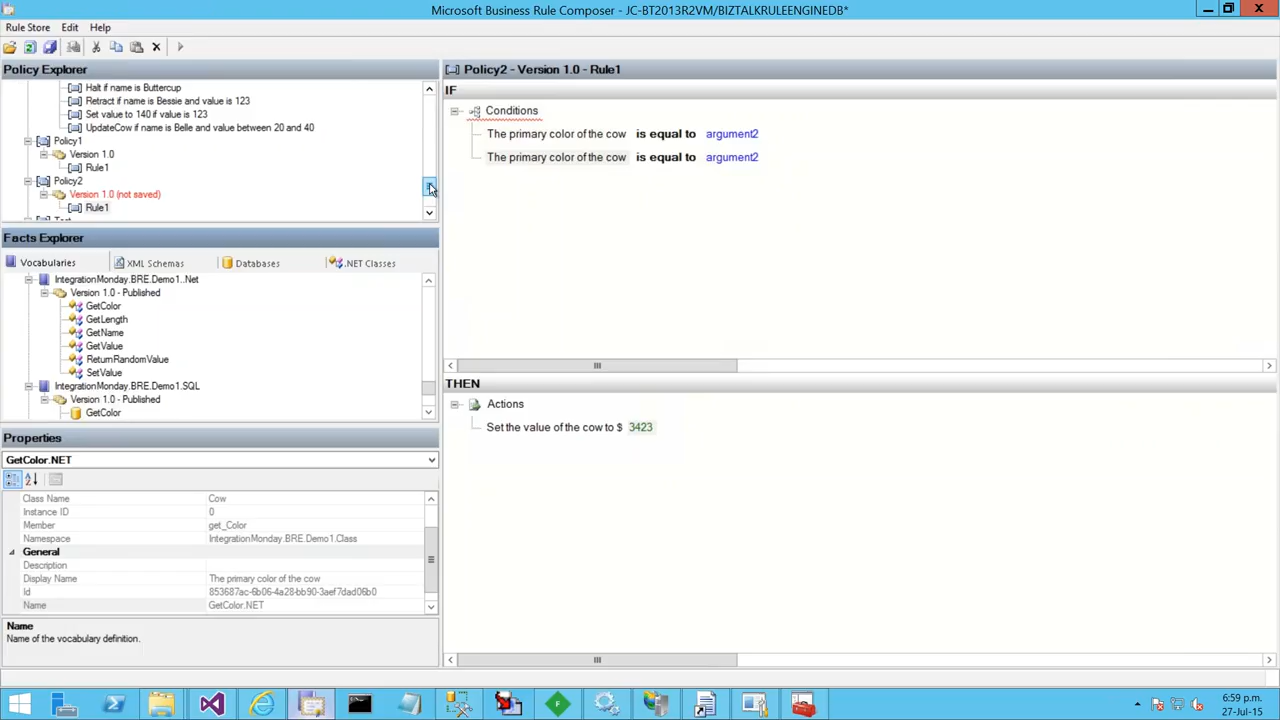 Microsoft Business Rule Composer - JC-BT2013R2VM/BIZTALKRULEENGINEDB*
Rule Store Edit Help
Policy Explorer
Halt if name is Buttercup
Retract if name is Bessie and value is 123
Set value to 140 if value is 123
UpdateCow if name is Belle and value between 20 and 40
Policy1
Version 1.0
Rule1
Policy2
Version 1.0 (not saved)
Rule1
Facts Explorer
Vocabularies XML Schemas Databases .NET Classes
IntegrationMonday.BRE.Demo1..Net
Version 1.0 - Published
GetColor
GetLength
GetName
GetValue
ReturnRandomValue
SetValue
IntegrationMonday.BRE.Demo1.SQL
Version 1.0 - Published
GetColor
Properties
GetColor.NET
Class Name Cow
Instance ID 0
Member get_Color
Namespace IntegrationMonday.BRE.Demo1.Class
General
Description
Display Name The primary color of the cow
Id 853687ac-6b06-4a28-bb90-3aef7dad06b0
Name GetColor.NET
Name
Name of the vocabulary definition.
Policy2 - Version 1.0 - Rule1
IF
Conditions
The primary color of the cow is equal to argument2
The primary color of the cow is equal to argument2
THEN
Actions
Set the value of the cow to $ 3423
6:59 p.m.
27-Jul-15